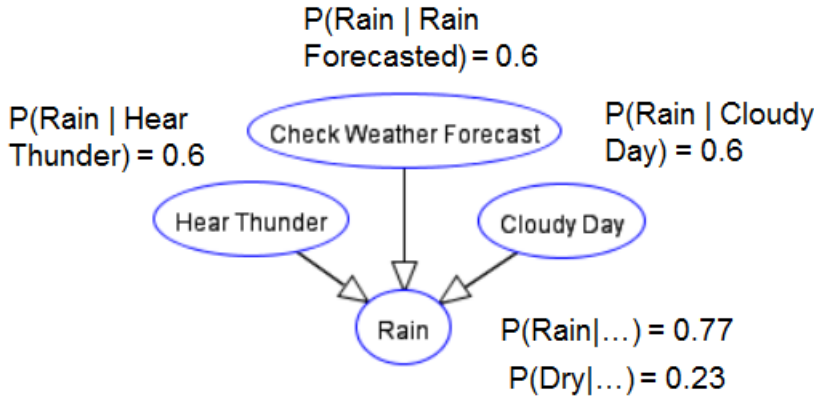 P(Rain | Rain
Forecasted) = 0.6
P(Rain | Hear
Thunder) = 0.6
Check Weather Forecast
P(Rain | Cloudy
Day) = 0.6
Hear Thunder
Cloudy Day
Rain
P(Rain|…) = 0.77
P(Dry|…) = 0.23